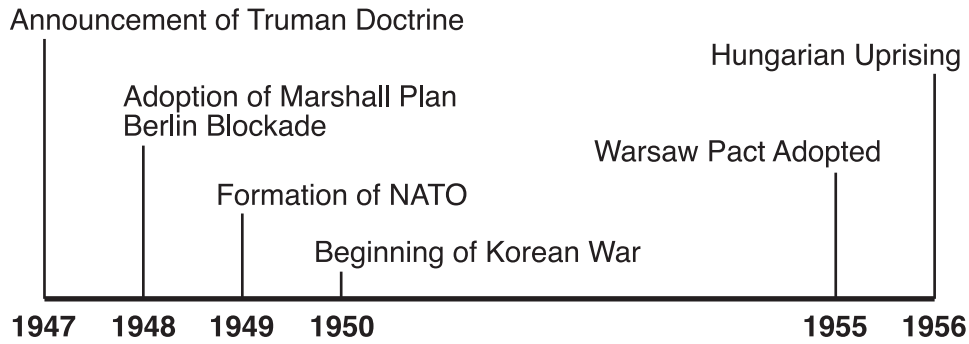 Announcement of Truman Doctrine
Hungarian Uprising
Adoption of Marshall Plan
Berlin Blockade
Warsaw Pact Adopted
Formation of NATO
Beginning of Korean War
1947 1948 1949 1950 1955 1956